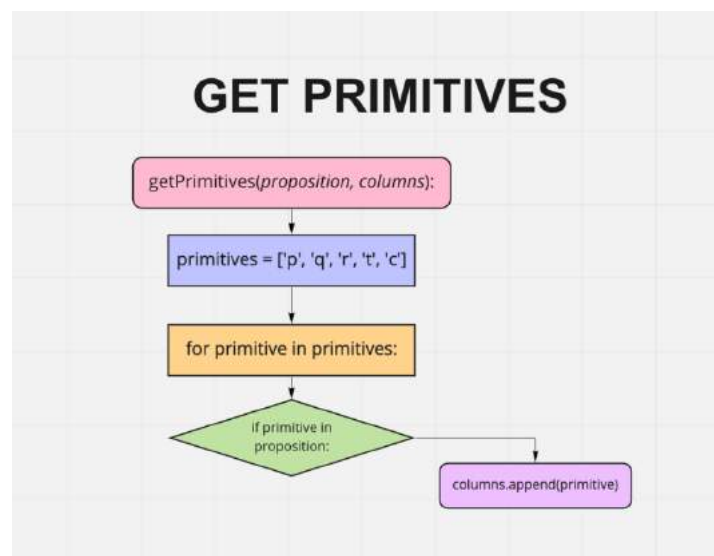 GET PRIMITIVES
getPrimitives(proposition, columns):
primitives = ['p', 'q', 'r', 't', 'c']
for primitive in primitives:
if primitive in
proposition:
columns.append(primitive)